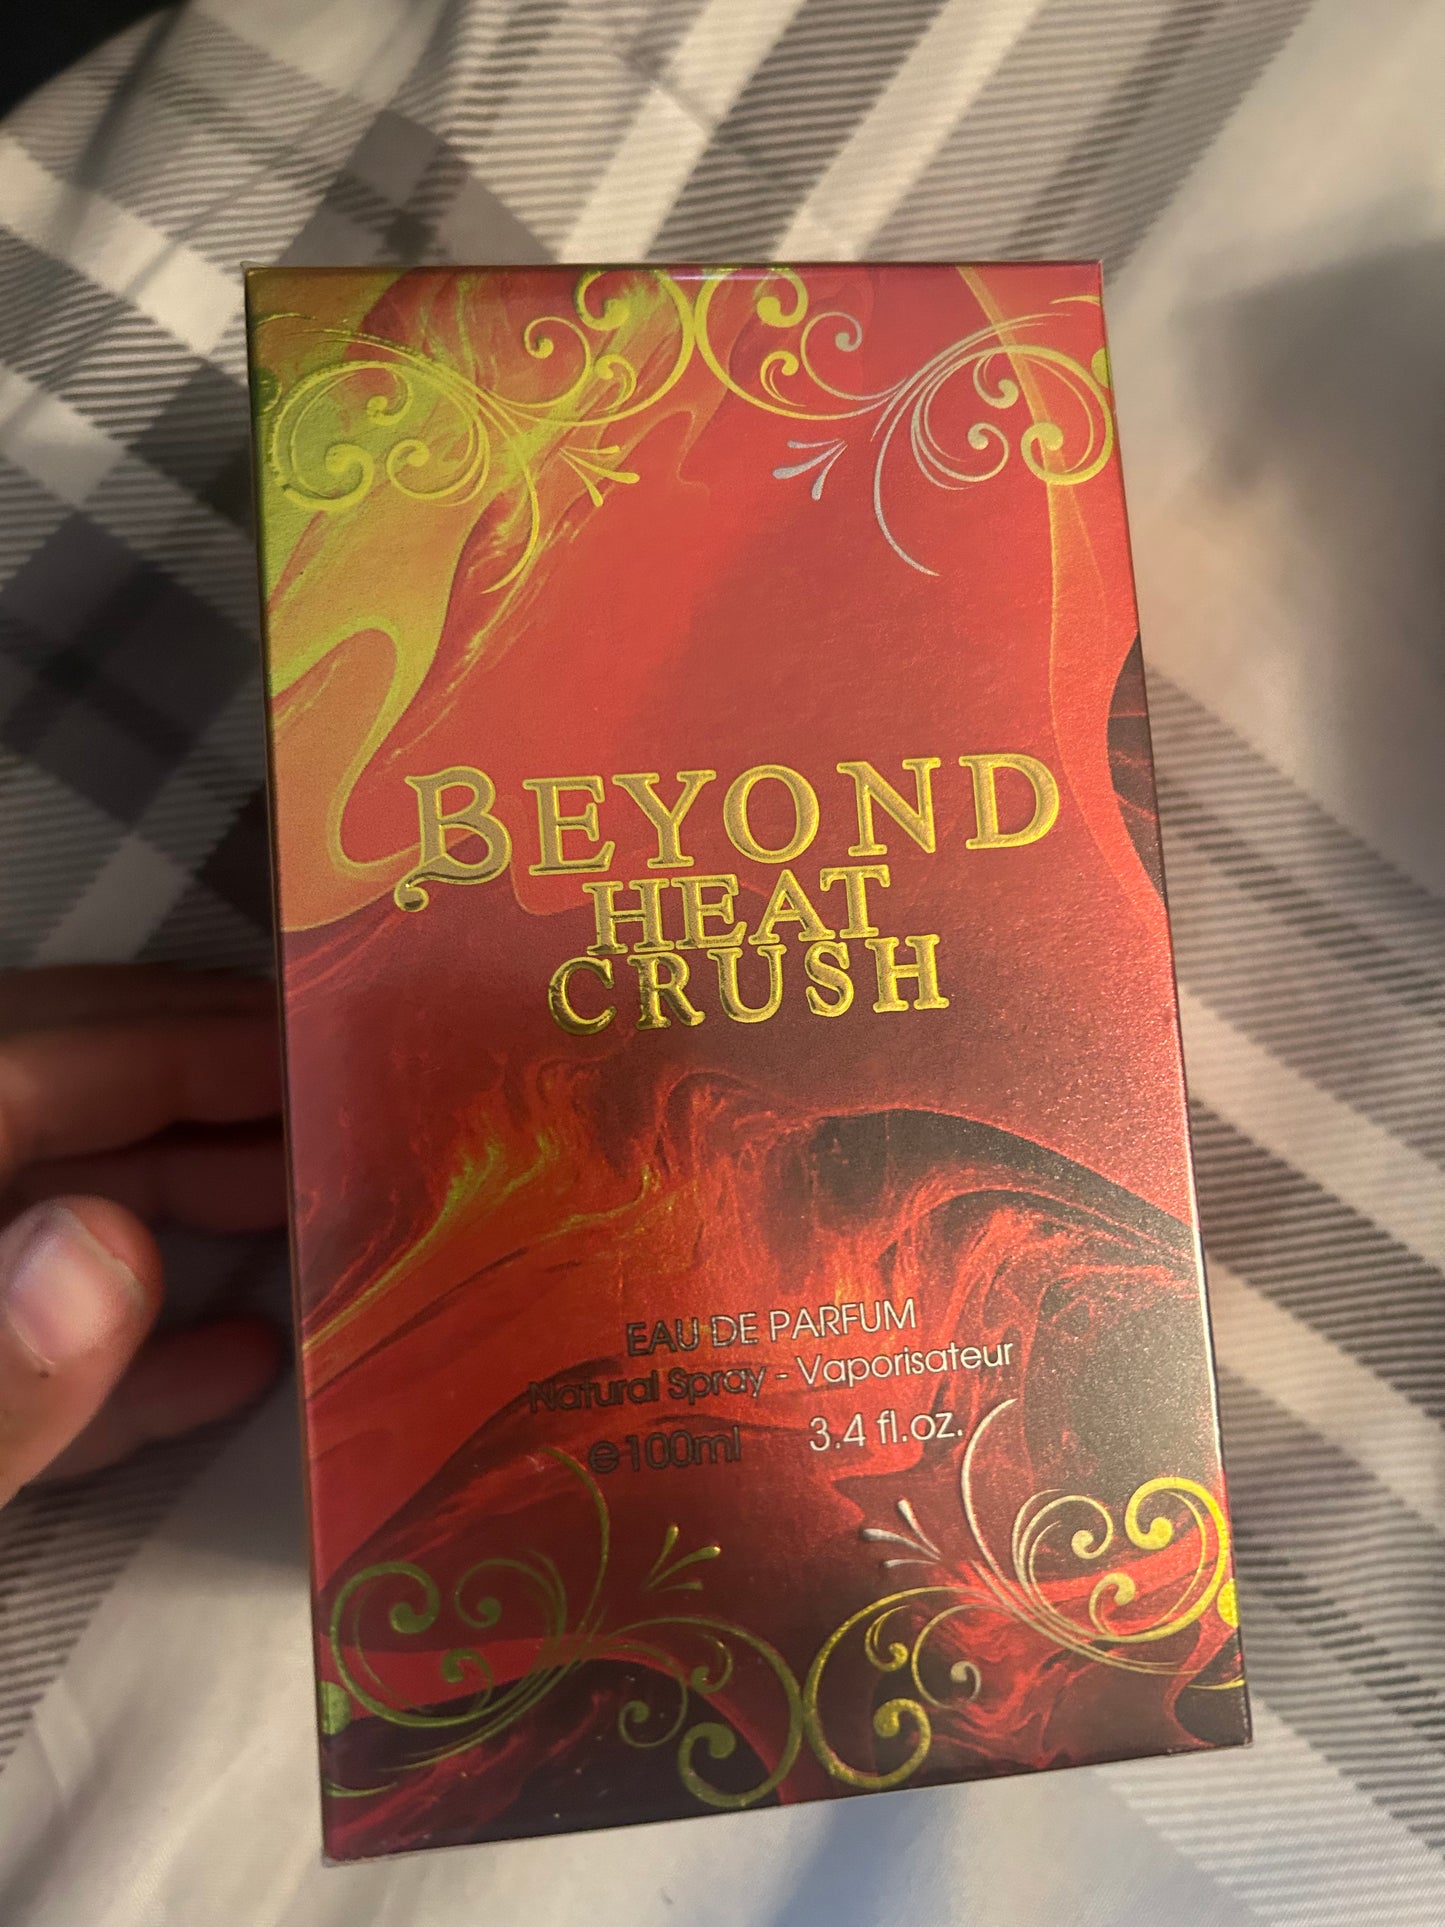 BEYOND
HEAT
CRUSH
EAU DE PARFUM
Natural Spray - Vaporisateur
℮100ml 3.4 fl.oz.